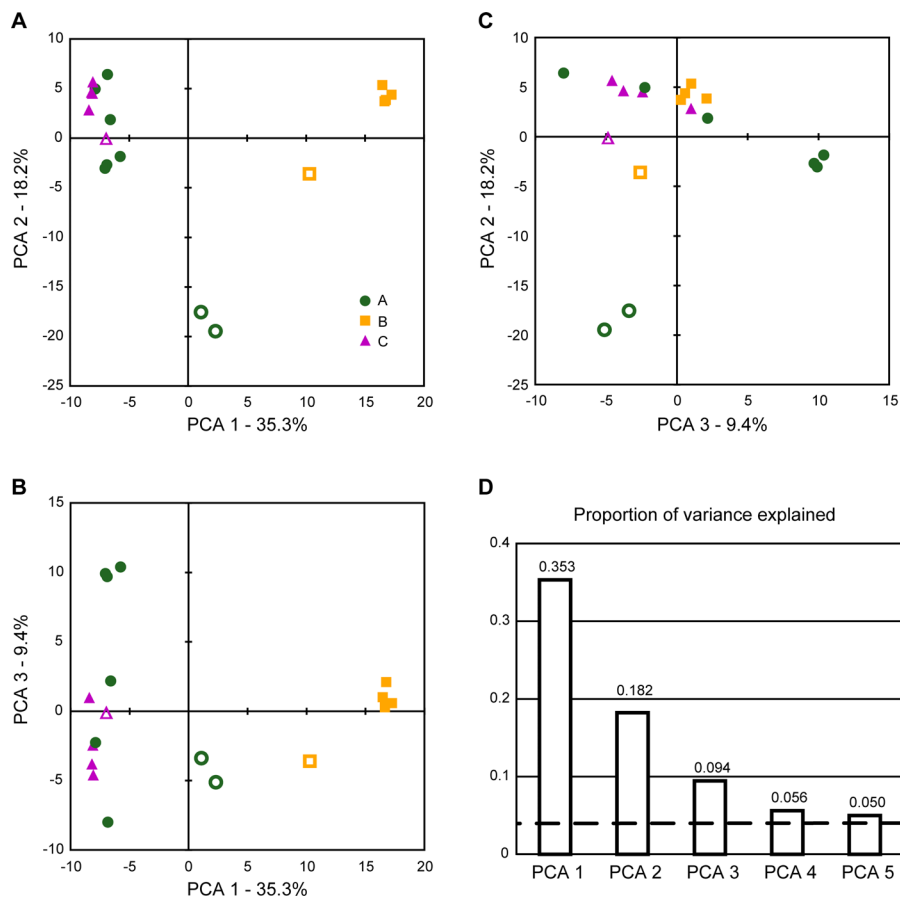 A
10
5
0
-5
-10
-15
-20
-25
PCA 2 - 18.2%
-10 -5 0 5 10 15 20
PCA 1 - 35.3%
A
B
C
C
10
5
0
-5
-10
-15
-20
-25
PCA 2 - 18.2%
-10 -5 0 5 10 15
PCA 3 - 9.4%
B
15
10
5
0
-5
-10
PCA 3 - 9.4%
-10 -5 0 5 10 15 20
PCA 1 - 35.3%
D
Proportion of variance explained
0.4
0.3
0.2
0.1
0
0.353
0.182
0.094
0.056
0.050
PCA 1 PCA 2 PCA 3 PCA 4 PCA 5